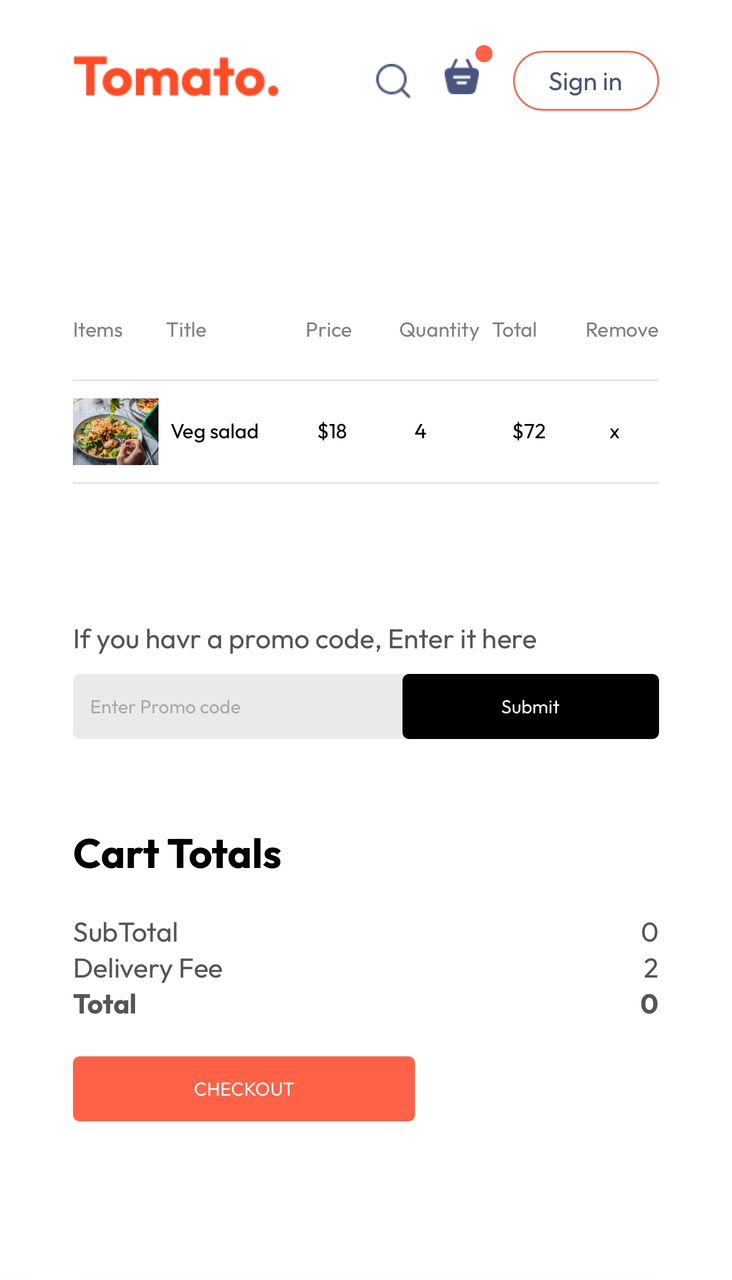 Tomato.
Sign in
Items Title Price Quantity Total Remove
Veg salad $18 4 $72 x
If you havr a promo code, Enter it here
Enter Promo code Submit
Cart Totals
SubTotal 0
Delivery Fee 2
Total 0
CHECKOUT